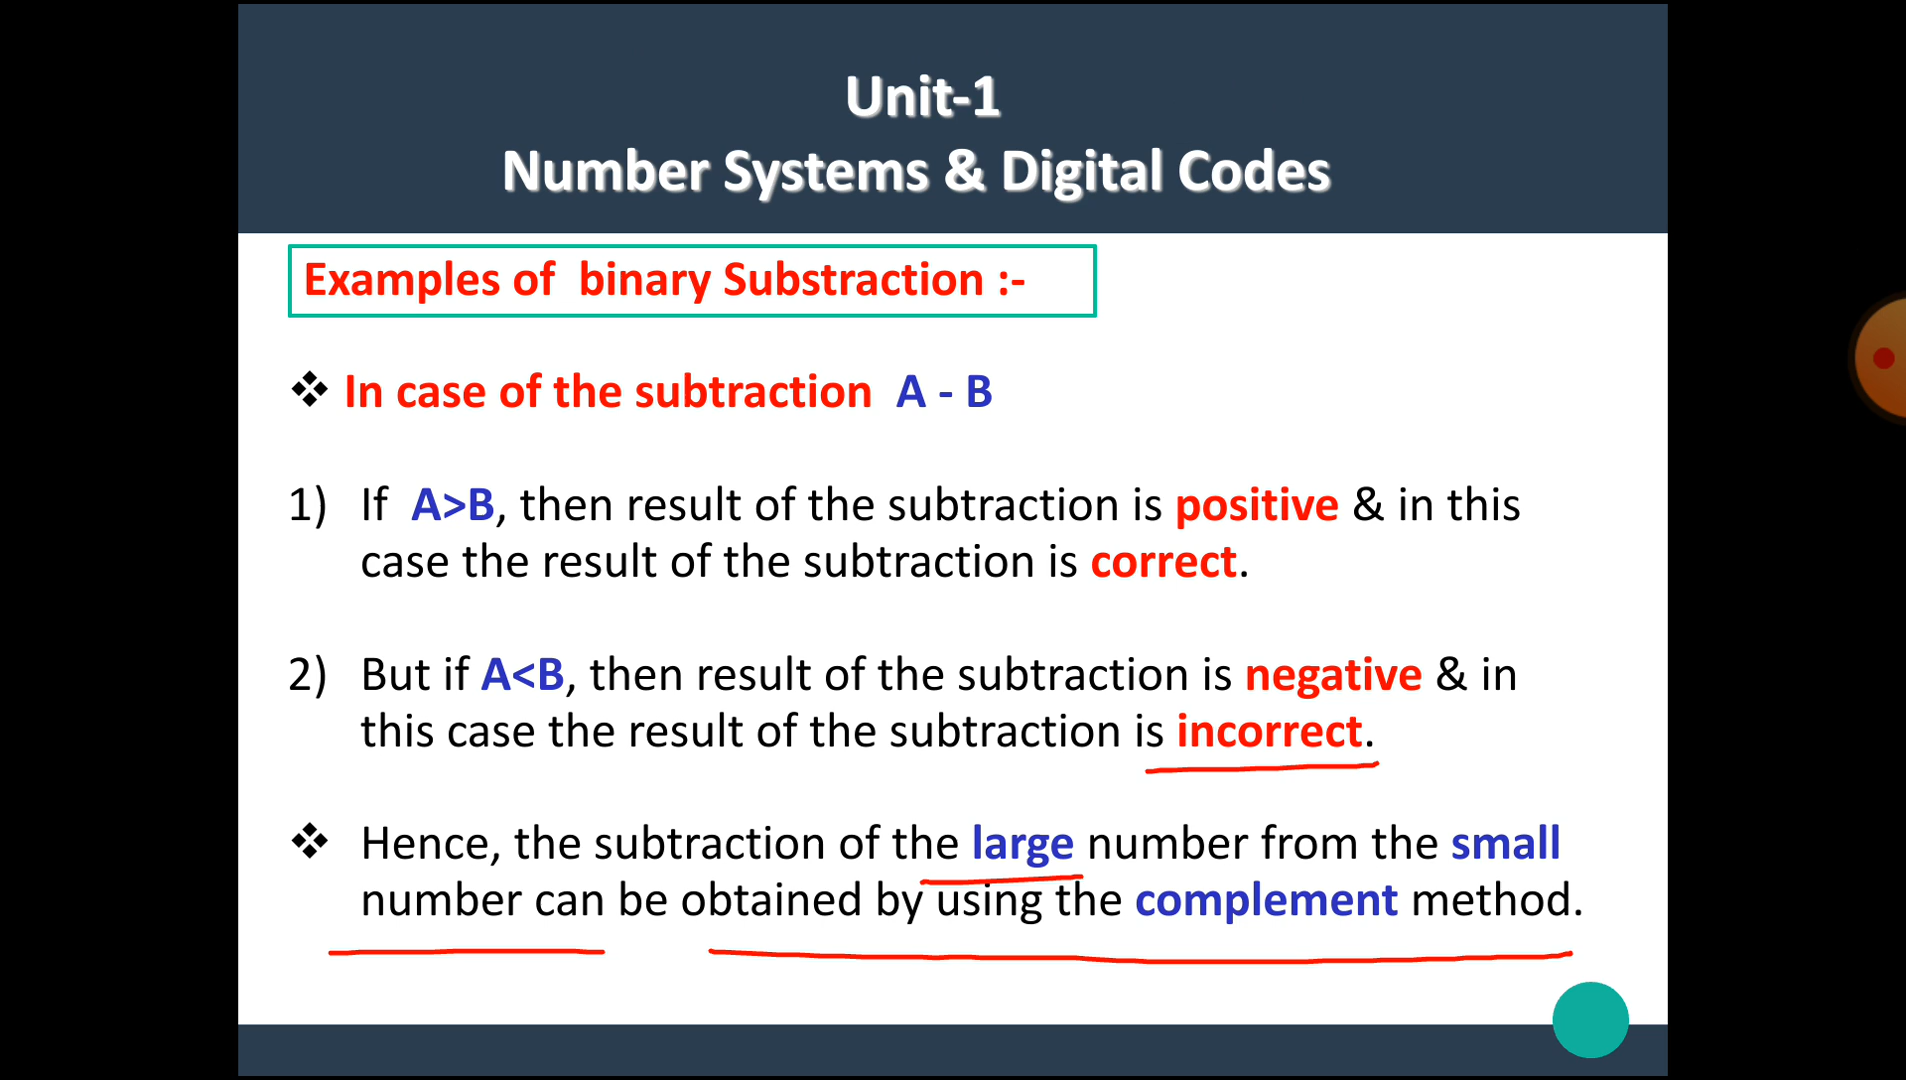 Unit-1
Number Systems & Digital Codes
Examples of binary Substraction :-
❖ In case of the subtraction A - B
1) If A>B, then result of the subtraction is positive & in this
case the result of the subtraction is correct.
2) But if A<B, then result of the subtraction is negative & in
this case the result of the subtraction is incorrect.
❖ Hence, the subtraction of the large number from the small
number can be obtained by using the complement method.